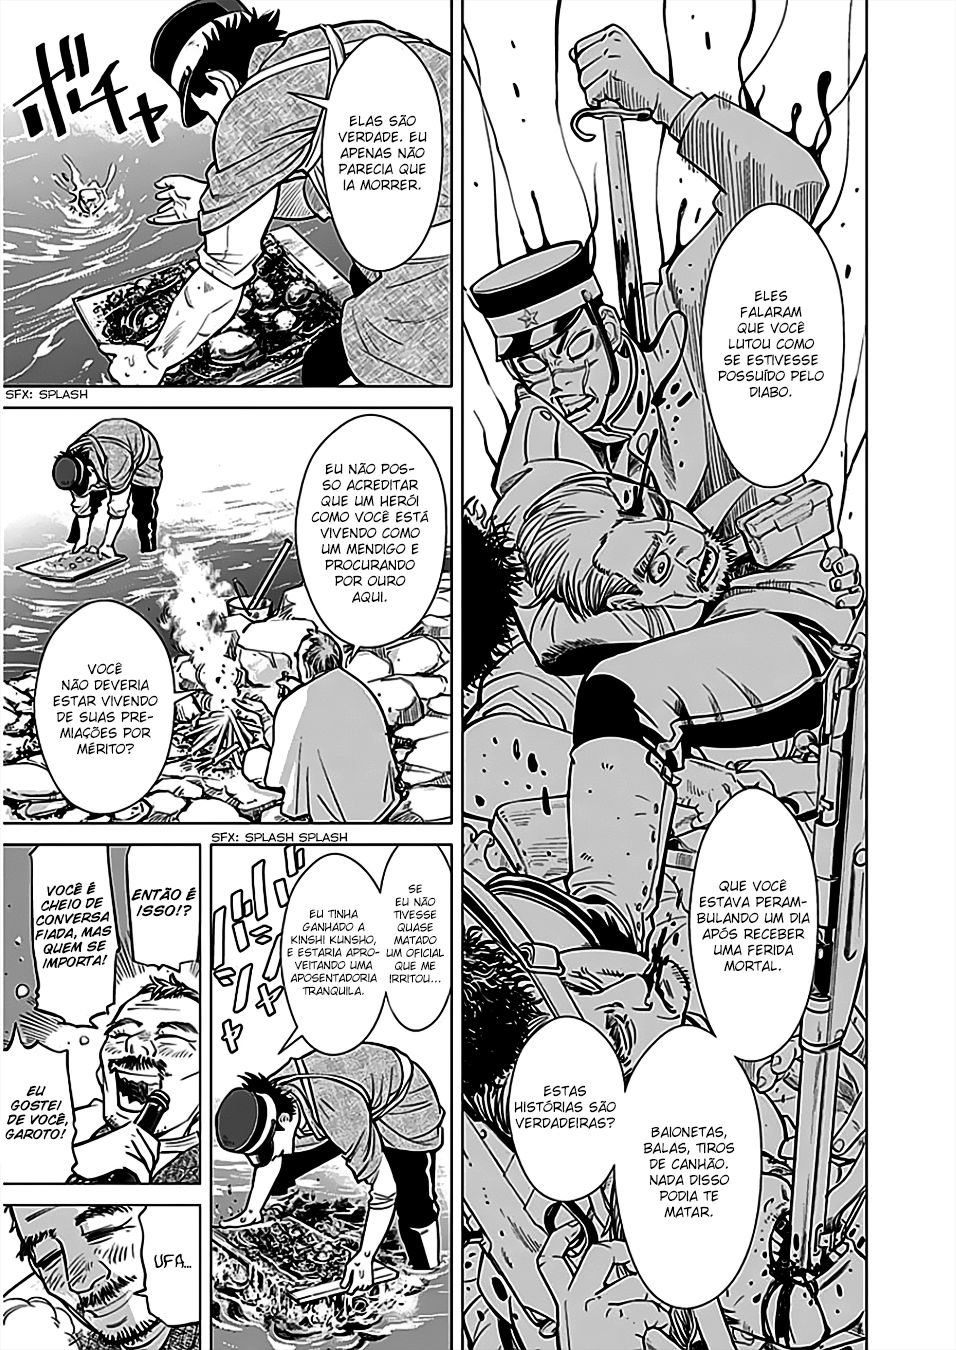 ELES
FALARAM
QUE VOCÊ
LUTOU COMO
SE ESTIVESSE
POSSUÍDO PELO
DIABO.
QUE VOCÊ
ESTAVA PERAM-
BULANDO UM DIA
APÓS RECEBER
UMA FERIDA
MORTAL.
BAIONETAS,
BALAS, TIROS
DE CANHÃO.
NADA DISSO
PODIA TE
MATAR.
ESTAS
HISTÓRIAS SÃO
VERDADEIRAS?
ELAS SÃO
VERDADE. EU
APENAS NÃO
PARECIA QUE
IA MORRER.
ボチャ
SFX: SPLASH
EU NÃO POS-
SO ACREDITAR
QUE UM HERÓI
COMO VOCÊ ESTÁ
VIVENDO COMO
UM MENDIGO E
PROCURANDO
POR OURO
AQUI.
VOCÊ
NÃO DEVERIA
ESTAR VIVENDO
DE SUAS PRE-
MIAÇÕES POR
MÉRITO?
SFX: SPLASH SPLASH
SE
EU NÃO
TIVESSE
QUASE
MATADO
UM OFICIAL
QUE ME
IRRITOU...
EU TINHA
GANHADO A
KINSHI KUNSHO,
E ESTARIA APRO-
VEITANDO UMA
APOSENTADORIA
TRANQUILA.
ENTÃO É
ISSO!?
VOCÊ É
CHEIO DE
CONVERSA
FIADA, MAS
QUEM SE
IMPORTA!
EU
GOSTEI
DE VOCÊ,
GAROTO!
UFA...